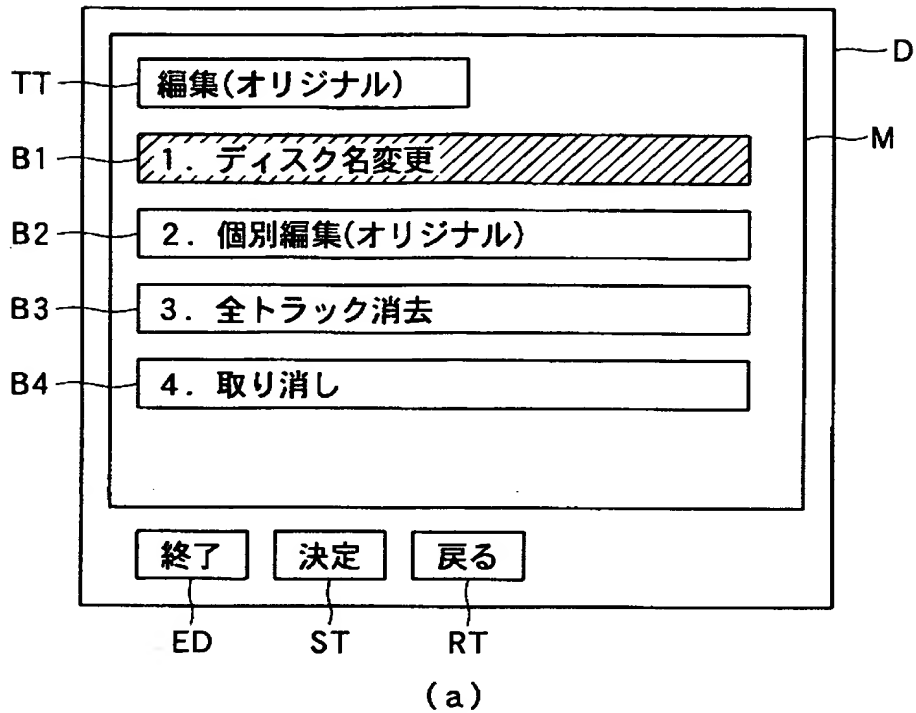 D
TT 編集(オリジナル)
M
B1 1. ディスク名変更
B2 2. 個別編集(オリジナル)
B3 3. 全トラック消去
B4 4. 取り消し
終了 決定 戻る
ED ST RT
(a)